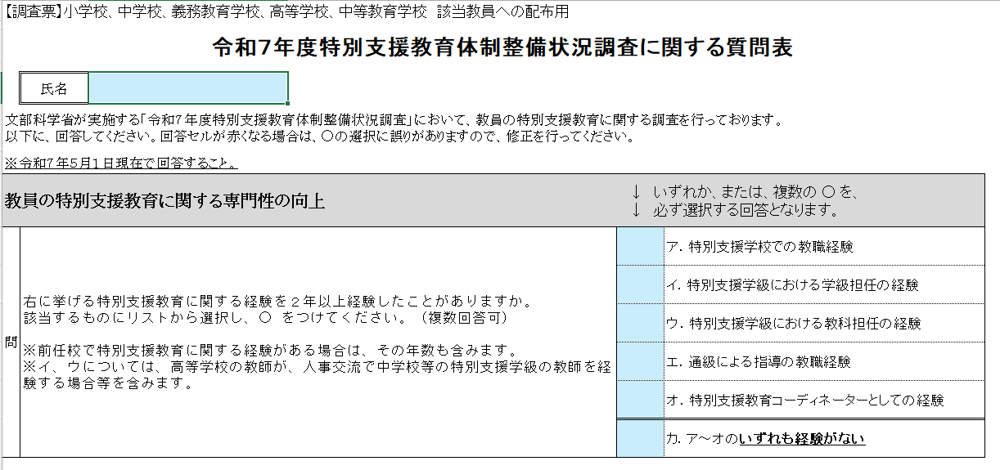 【調査票】小学校、中学校、義務教育学校、高等学校、中等教育学校　該当教員への配布用
令和７年度特別支援教育体制整備状況調査に関する質問表
氏名
文部科学省が実施する「令和７年度特別支援教育体制整備状況調査」において、教員の特別支援教育に関する調査を行っております。
以下に、回答してください。回答セルが赤くなる場合は、〇の選択に誤りがありますので、修正を行ってください。
※令和７年５月１日現在で回答すること。
教員の特別支援教育に関する専門性の向上
↓　いずれか、または、複数の 〇 を、
↓　必ず選択する回答となります。
問
右に挙げる特別支援教育に関する経験を２年以上経験したことがありますか。
該当するものにリストから選択し、〇 をつけてください。（複数回答可）
※前任校で特別支援教育に関する経験がある場合は、その年数も含みます。
※イ、ウについては、高等学校の教師が、人事交流で中学校等の特別支援学級の教師を経
験する場合等を含みます。
ア．特別支援学校での教職経験
イ．特別支援学級における学級担任の経験
ウ．特別支援学級における教科担任の経験
エ．通級による指導の教職経験
オ．特別支援教育コーディネーターとしての経験
カ．ア～オのいずれも経験がない